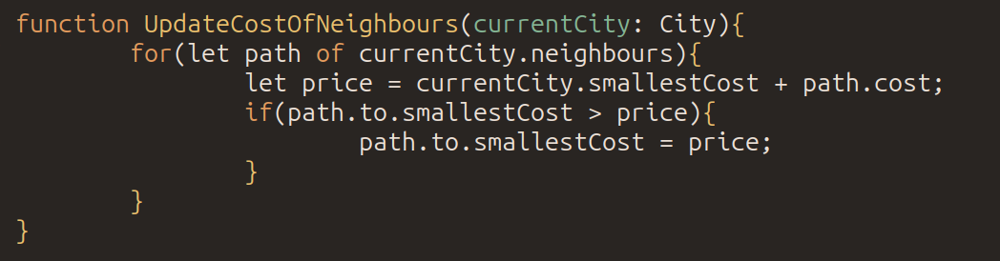 function UpdateCostOfNeighbours(currentCity: City){
        for(let path of currentCity.neighbours){
                let price = currentCity.smallestCost + path.cost;
                if(path.to.smallestCost > price){
                        path.to.smallestCost = price;
                }
        }
}